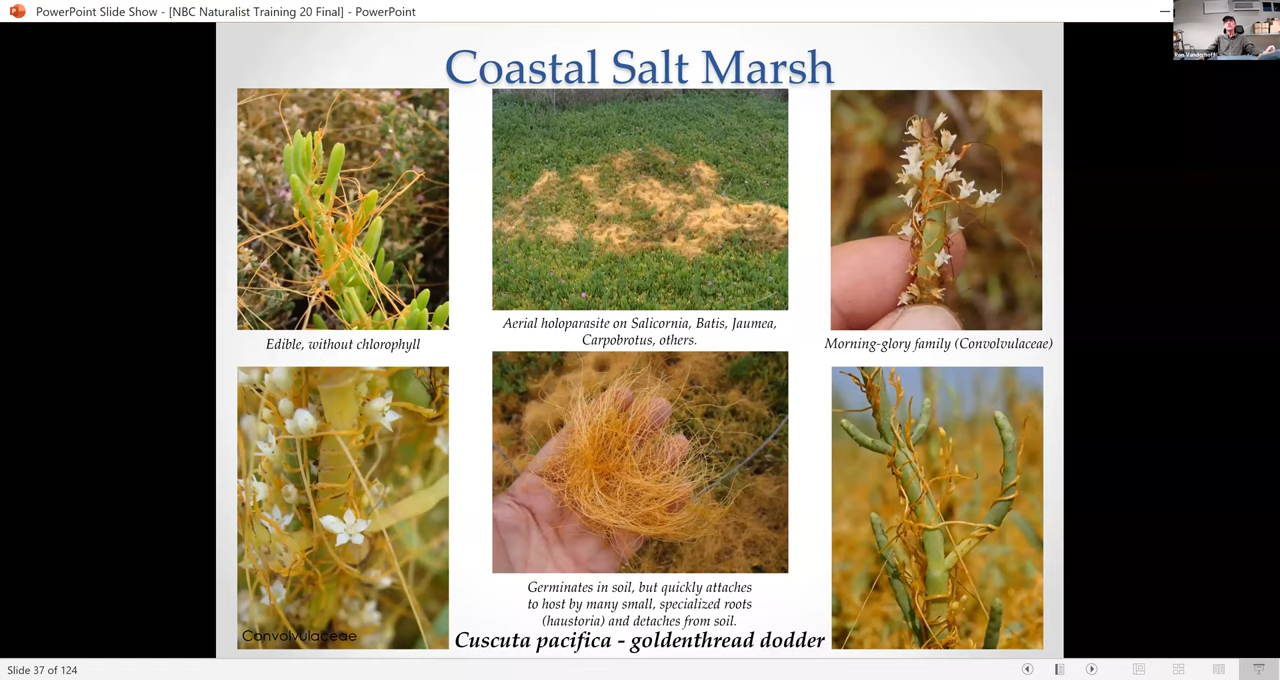 PowerPoint Slide Show - [NBC Naturalist Training 20 Final] - PowerPoint
Coastal Salt Marsh
Edible, without chlorophyll
Aerial holoparasite on Salicornia, Batis, Jaumea,
Carpobrotus, others.
Morning-glory family (Convolvulaceae)
Convolvulaceae
Germinates in soil, but quickly attaches
to host by many small, specialized roots
(haustoria) and detaches from soil.
Cuscuta pacifica - goldenthread dodder
Slide 37 of 124